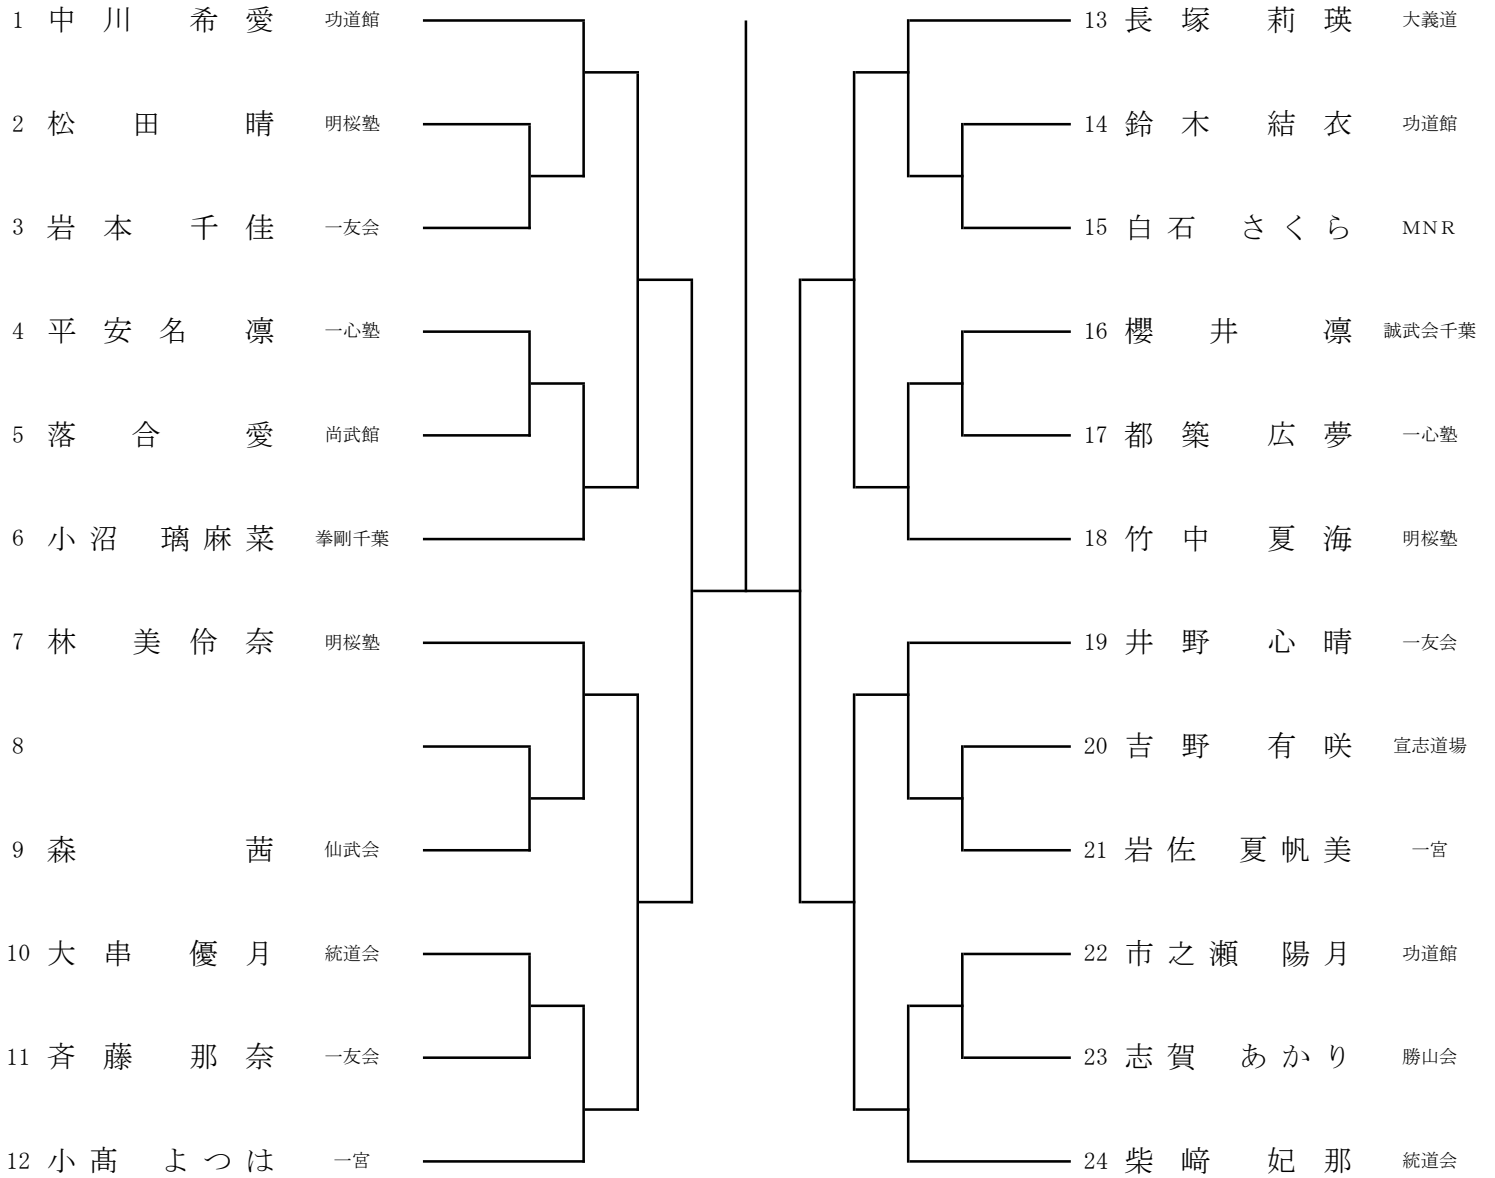 1 中川 希愛 功道館
2 松田 晴 明桜塾
3 岩本 千佳 一友会
4 平安名 凛 一心塾
5 落合 愛 尚武館
6 小沼 璃麻菜 拳剛千葉
7 林 美伶奈 明桜塾
8
9 森 茜 仙武会
10 大串 優月 統道会
11 斉藤 那奈 一友会
12 小髙 よつは 一宮
13 長塚 莉瑛 大義道
14 鈴木 結衣 功道館
15 白石 さくら MNR
16 櫻井 凛 誠武会千葉
17 都築 広夢 一心塾
18 竹中 夏海 明桜塾
19 井野 心晴 一友会
20 吉野 有咲 宣志道場
21 岩佐 夏帆美 一宮
22 市之瀬 陽月 功道館
23 志賀 あかり 勝山会
24 柴﨑 妃那 統道会